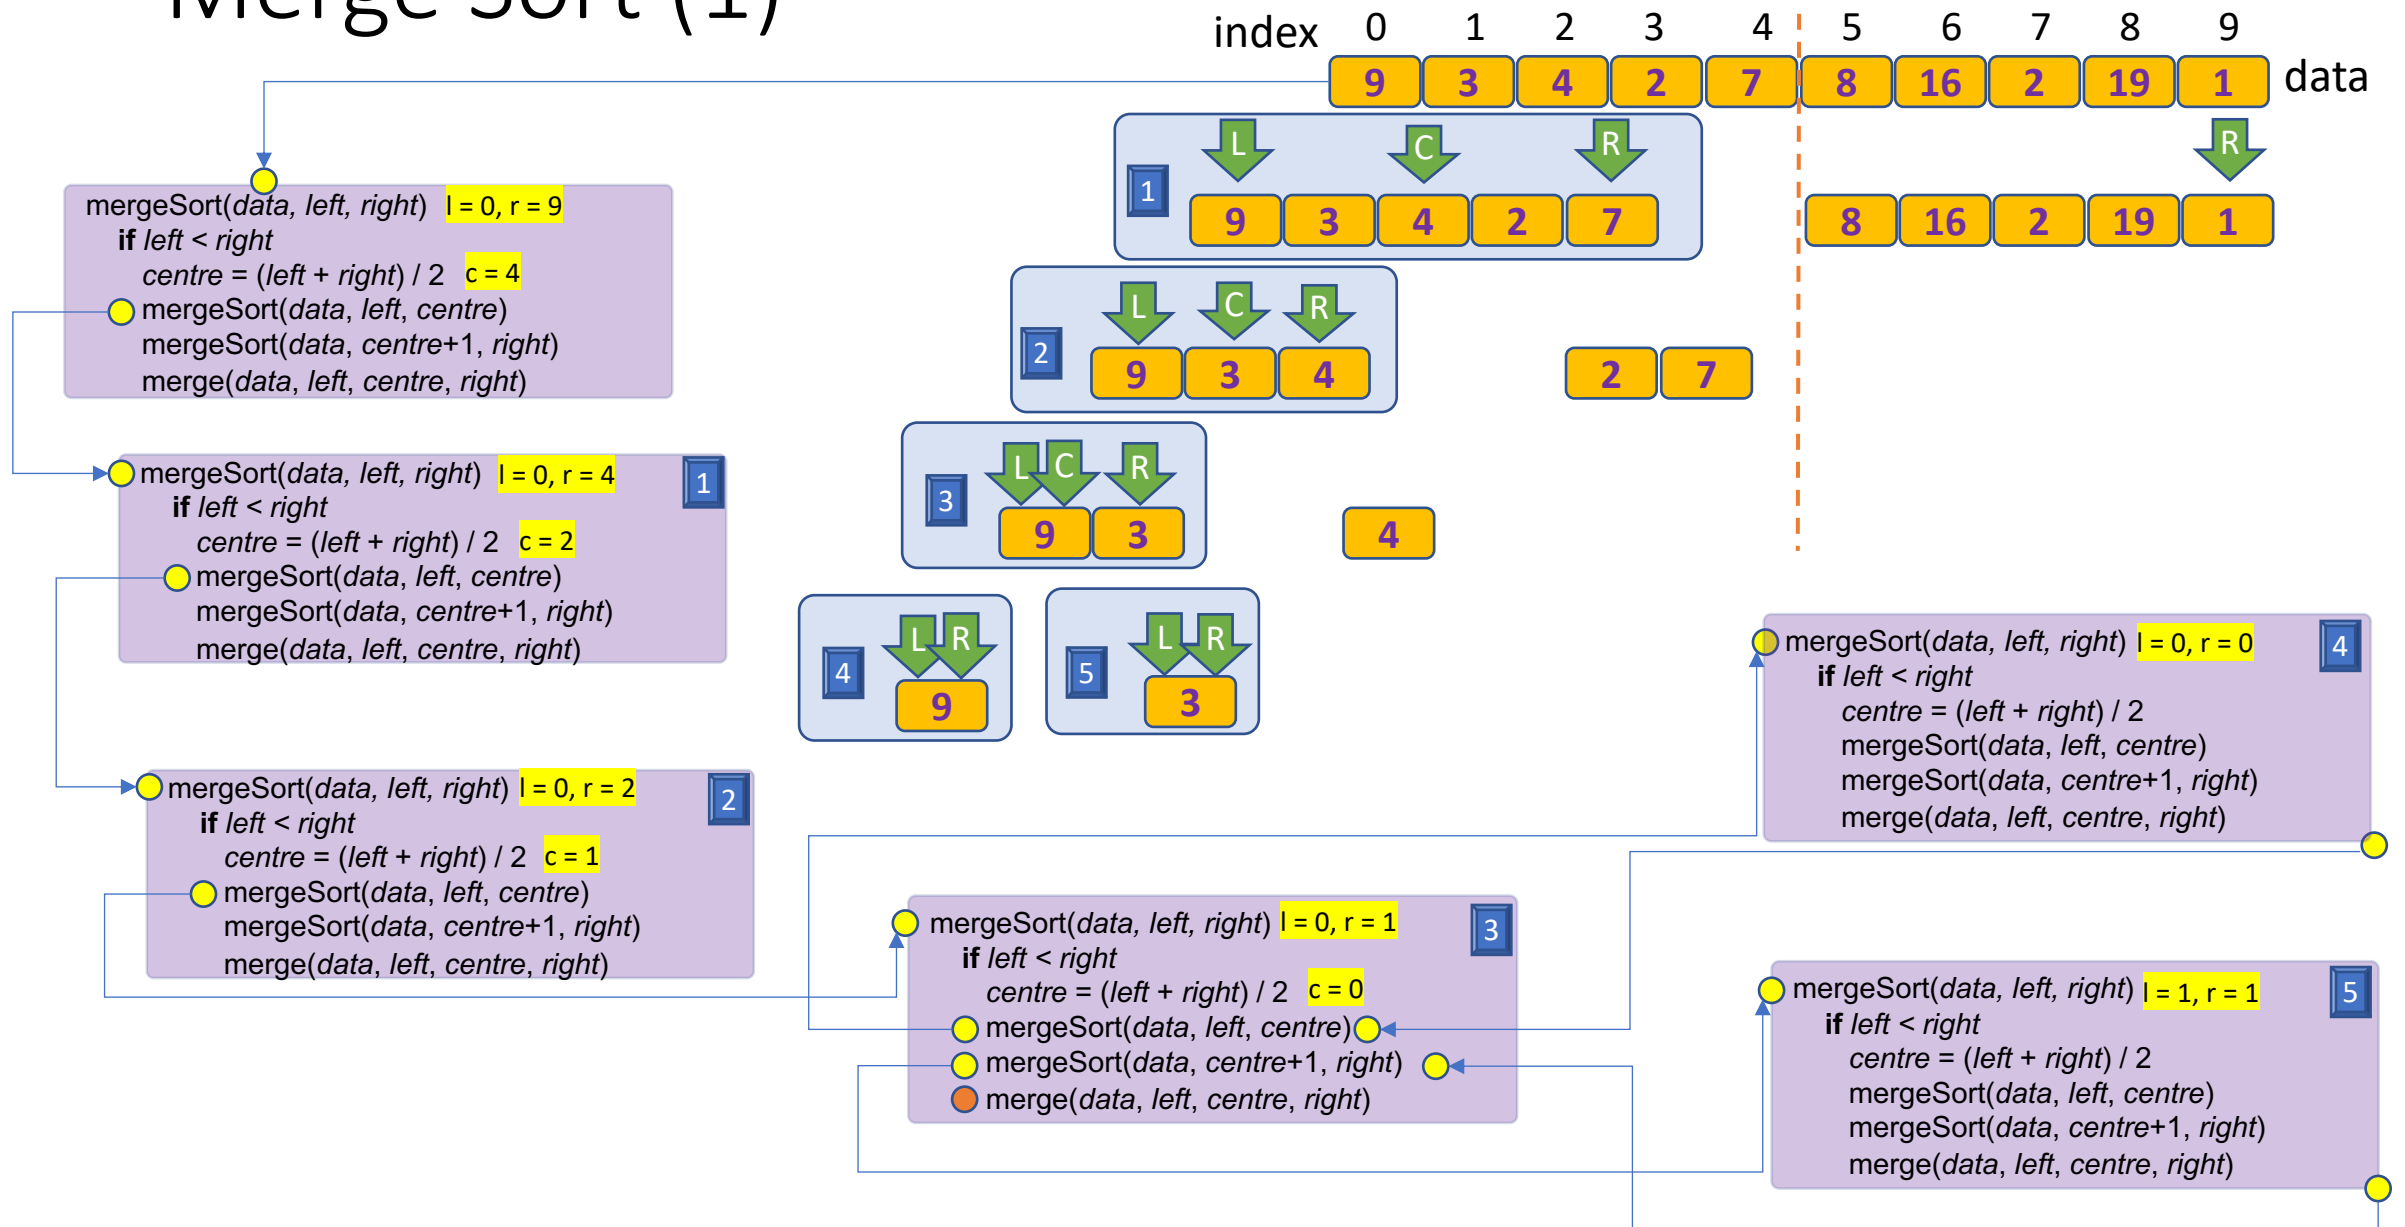 Merge Sort (1)
index 0 1 2 3 4 5 6 7 8 9
9 3 4 2 7 8 16 2 19 1 data
L C R R
1
9 3 4 2 7 8 16 2 19 1
mergeSort(data, left, right) l = 0, r = 9
if left < right
centre = (left + right) / 2 c = 4
mergeSort(data, left, centre)
mergeSort(data, centre+1, right)
merge(data, left, centre, right)
L C R
2
9 3 4 2 7
L C R
3
9 3 4
mergeSort(data, left, right) l = 0, r = 4 1
if left < right
centre = (left + right) / 2 c = 2
mergeSort(data, left, centre)
mergeSort(data, centre+1, right)
merge(data, left, centre, right)
L R L R
4 5
9 3
mergeSort(data, left, right) l = 0, r = 2 2
if left < right
centre = (left + right) / 2 c = 1
mergeSort(data, left, centre)
mergeSort(data, centre+1, right)
merge(data, left, centre, right)
mergeSort(data, left, right) l = 0, r = 1 3
if left < right
centre = (left + right) / 2 c = 0
mergeSort(data, left, centre)
mergeSort(data, centre+1, right)
merge(data, left, centre, right)
mergeSort(data, left, right) l = 0, r = 0 4
if left < right
centre = (left + right) / 2
mergeSort(data, left, centre)
mergeSort(data, centre+1, right)
merge(data, left, centre, right)
mergeSort(data, left, right) l = 1, r = 1 5
if left < right
centre = (left + right) / 2
mergeSort(data, left, centre)
mergeSort(data, centre+1, right)
merge(data, left, centre, right)